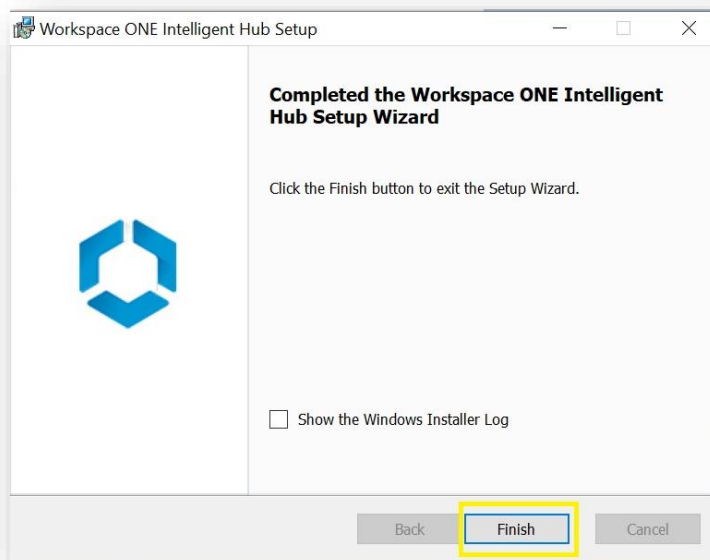 Workspace ONE Intelligent Hub Setup
Completed the Workspace ONE Intelligent
Hub Setup Wizard
Click the Finish button to exit the Setup Wizard.
Show the Windows Installer Log
Back Finish Cancel